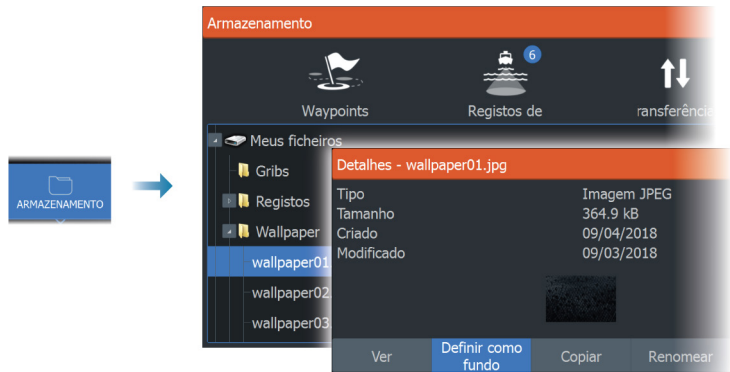 Armazenamento
6
Waypoints
Registos de
ransferência
Meus ficheiros
Gribs
Registos
Wallpaper
wallpaper01
wallpaper02
wallpaper03
ARMAZENAMENTO
Detalhes - wallpaper01.jpg
Tipo Imagem JPEG
Tamanho 364.9 kB
Criado 09/04/2018
Modificado 09/03/2018
Ver
Definir como
fundo
Copiar
Renomear